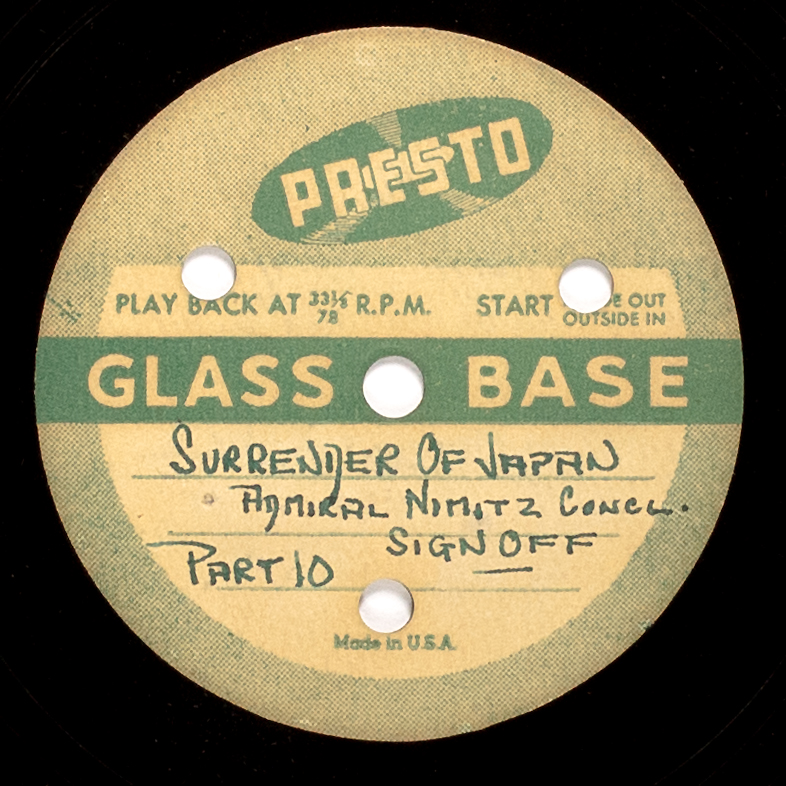 PRESTO
PLAY BACK AT 33⅓ 78 R.P.M. START OUT
OUTSIDE IN
GLASS BASE
SURRENDER OF JAPAN
ADMIRAL NIMITZ CONCL.
SIGN OFF
PART 10
Made in U.S.A.